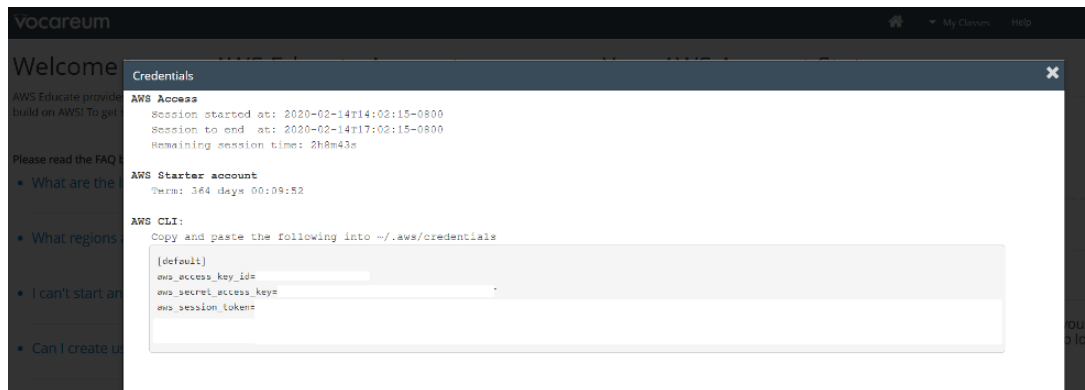 vocareum
My Classes Help
Welcome
Credentials
AWS Educate provide
build on AWS! To get
AWS Access
Session started at: 2020-02-14T14:02:15-0800
Session to end at: 2020-02-14T17:02:15-0800
Remaining session time: 2h8m43s
Please read the FAQ
AWS Starter account
Term: 364 days 00:09:52
• What are the
AWS CLI:
Copy and paste the following into ~/.aws/credentials
• What regions
[default]
aws_access_key_id=
aws_secret_access_key=
• I can't start an
aws_session_token=
• Can I create us